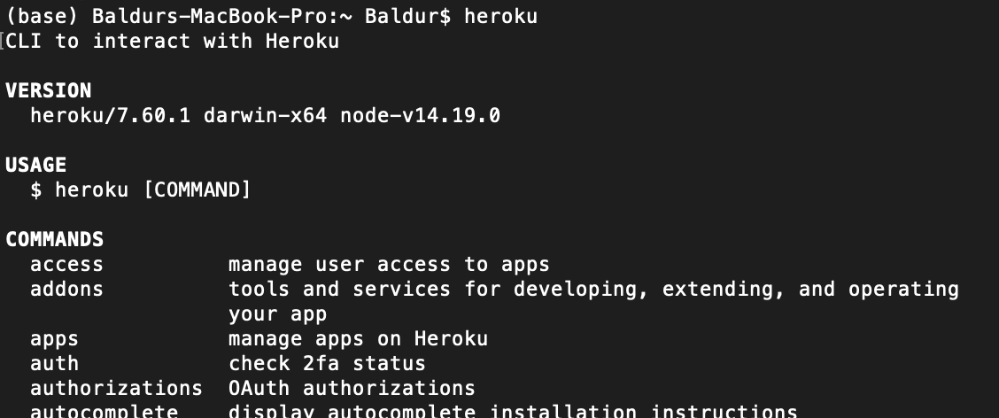 (base) Baldurs-MacBook-Pro:~ Baldur$ heroku
CLI to interact with Heroku
VERSION
heroku/7.60.1 darwin-x64 node-v14.19.0
USAGE
$ heroku [COMMAND]
COMMANDS
access manage user access to apps
addons tools and services for developing, extending, and operating
your app
apps manage apps on Heroku
auth check 2fa status
authorizations OAuth authorizations
autocomplete display autocomplete installation instructions